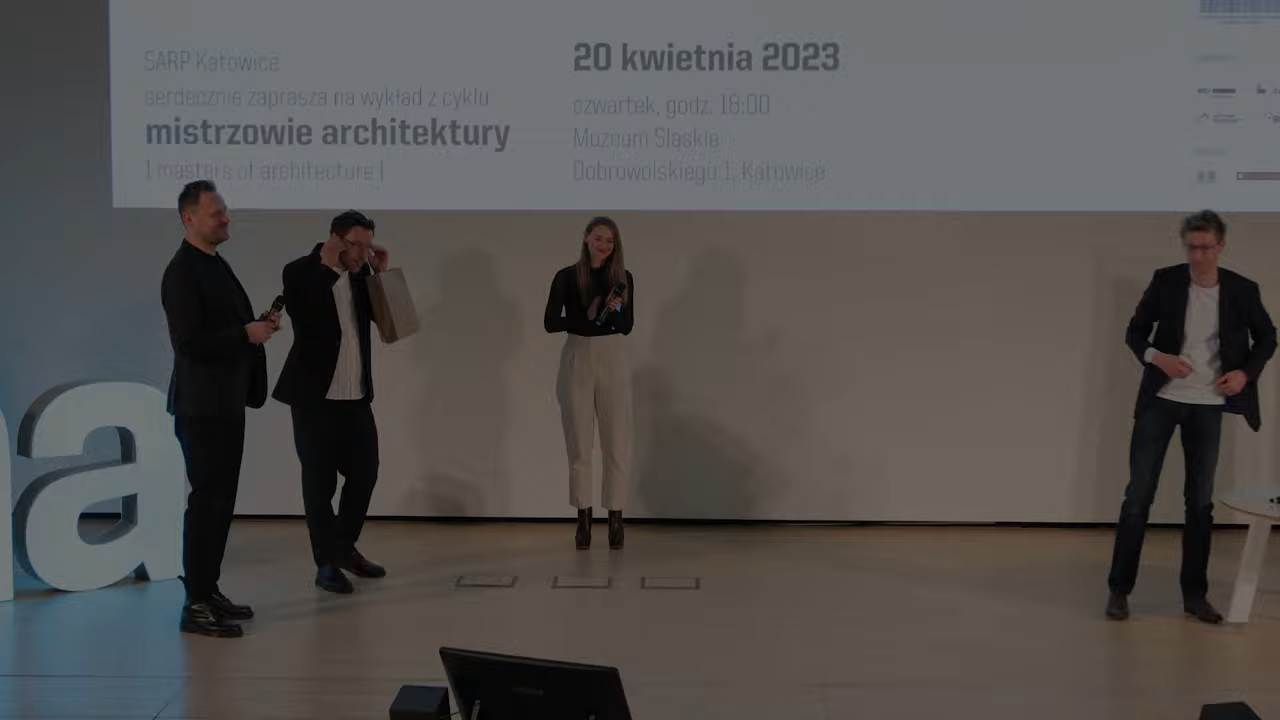 SARP Katowice
serdecznie zaprasza na wykład z cyklu
mistrzowie architektury
| masters of architecture |
20 kwietnia 2023
czwartek, godz. 18:00
Muzeum Śląskie
Dobrowolskiego 1, Katowice
a